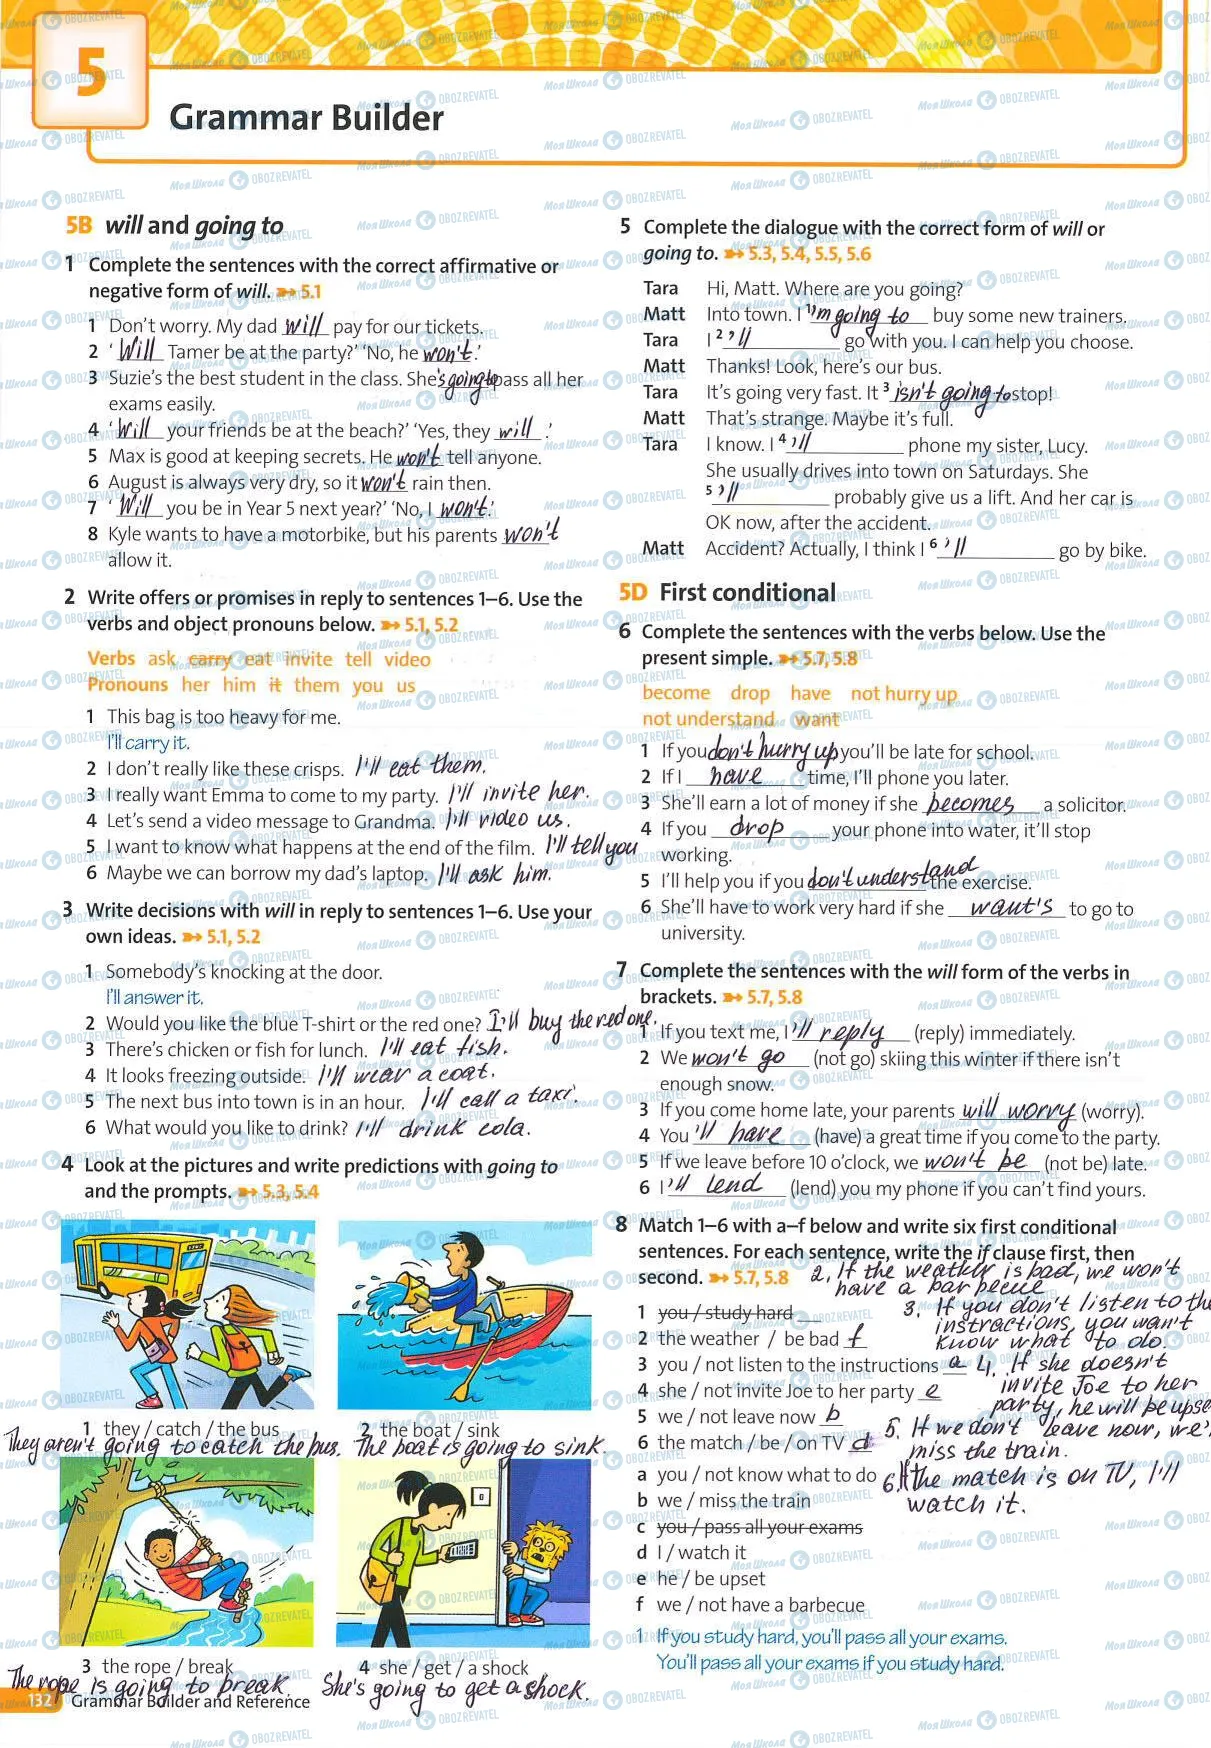 5
Grammar Builder
5B will and going to
1 Complete the sentences with the correct affirmative or
negative form of will. 5.1
1 Don't worry. My dad will pay for our tickets.
2 ' Will Tamer be at the party?' 'No, he won't.'
3 Suzie's the best student in the class. She's going to pass all her
exams easily.
4 ' Will your friends be at the beach?' 'Yes, they will .'
5 Max is good at keeping secrets. He won't tell anyone.
6 August is always very dry, so it won't rain then.
7 ' Will you be in Year 5 next year?' 'No, I won't.'
8 Kyle wants to have a motorbike, but his parents won't
allow it.
2 Write offers or promises in reply to sentences 1–6. Use the
verbs and object pronouns below. 5.1, 5.2
Verbs ask carry eat invite tell video
Pronouns her him it them you us
1 This bag is too heavy for me.
I'll carry it.
2 I don't really like these crisps. I'll eat them.
3 I really want Emma to come to my party. I'll invite her.
4 Let's send a video message to Grandma. I'll video us.
5 I want to know what happens at the end of the film. I'll tell you
6 Maybe we can borrow my dad's laptop. I'll ask him.
3 Write decisions with will in reply to sentences 1–6. Use your
own ideas. 5.1, 5.2
1 Somebody's knocking at the door.
I'll answer it.
2 Would you like the blue T-shirt or the red one? I'll buy the red one.
3 There's chicken or fish for lunch. I'll eat fish.
4 It looks freezing outside. I'll wear a coat.
5 The next bus into town is in an hour. I'll call a taxi.
6 What would you like to drink? I'll drink cola.
4 Look at the pictures and write predictions with going to
and the prompts. 5.3, 5.4
1 they / catch / the bus
They aren't going to catch the bus.
2 the boat / sink
The boat is going to sink.
3 the rope / break
The rope is going to break.
4 she / get / a shock
She's going to get a shock.
132 Grammar Builder and Reference
5 Complete the dialogue with the correct form of will or
going to. 5.3, 5.4, 5.5, 5.6
Tara Hi, Matt. Where are you going?
Matt Into town. I 1 'm going to buy some new trainers.
Tara I 2 'll go with you. I can help you choose.
Matt Thanks! Look, here's our bus.
Tara It's going very fast. It 3 isn't going to stop!
Matt That's strange. Maybe it's full.
Tara I know. I 4 'll phone my sister, Lucy.
She usually drives into town on Saturdays. She
5 'll probably give us a lift. And her car is
OK now, after the accident.
Matt Accident? Actually, I think I 6 'll go by bike.
5D First conditional
6 Complete the sentences with the verbs below. Use the
present simple. 5.7, 5.8
become drop have not hurry up
not understand want
1 If you don't hurry up you'll be late for school.
2 If I have time, I'll phone you later.
3 She'll earn a lot of money if she becomes a solicitor.
4 If you drop your phone into water, it'll stop
working.
5 I'll help you if you don't understand the exercise.
6 She'll have to work very hard if she want's to go to
university.
7 Complete the sentences with the will form of the verbs in
brackets. 5.7, 5.8
1 If you text me, I 'll reply (reply) immediately.
2 We won't go (not go) skiing this winter if there isn't
enough snow.
3 If you come home late, your parents will worry (worry).
4 You 'll have (have) a great time if you come to the party.
5 If we leave before 10 o'clock, we won't be (not be) late.
6 I 'll lend (lend) you my phone if you can't find yours.
8 Match 1–6 with a–f below and write six first conditional
sentences. For each sentence, write the if clause first, then
second. 5.7, 5.8
1 you / study hard
2 the weather / be bad f
3 you / not listen to the instructions a
4 she / not invite Joe to her party e
5 we / not leave now b
6 the match / be / on TV d
a you / not know what to do
b we / miss the train
c you / pass all your exams
d I / watch it
e he / be upset
f we / not have a barbecue
2. If the weather is bad, we won't
have a barpecue
3. If you don't listen to the
instractions, you wan't
know what to do.
4. If she doesn't
invite Joe to her
party, he will be upse
5. If we don't leave now, we'
miss the train.
6. If the match is on TV, I'll
watch it.
1 If you study hard, you'll pass all your exams.
You'll pass all your exams if you study hard.
МояШкола OBOZREVATEL